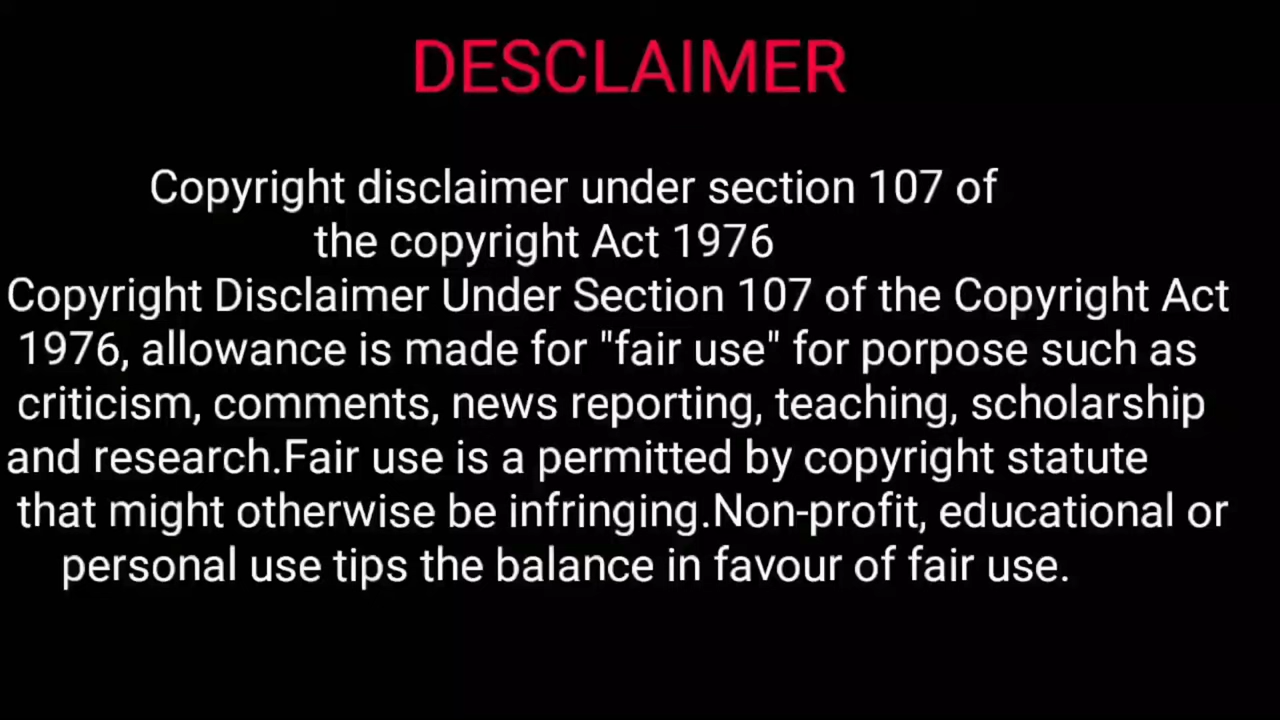 DESCLAIMER
Copyright disclaimer under section 107 of
the copyright Act 1976
Copyright Disclaimer Under Section 107 of the Copyright Act
1976, allowance is made for "fair use" for porpose such as
criticism, comments, news reporting, teaching, scholarship
and research.Fair use is a permitted by copyright statute
that might otherwise be infringing.Non-profit, educational or
personal use tips the balance in favour of fair use.